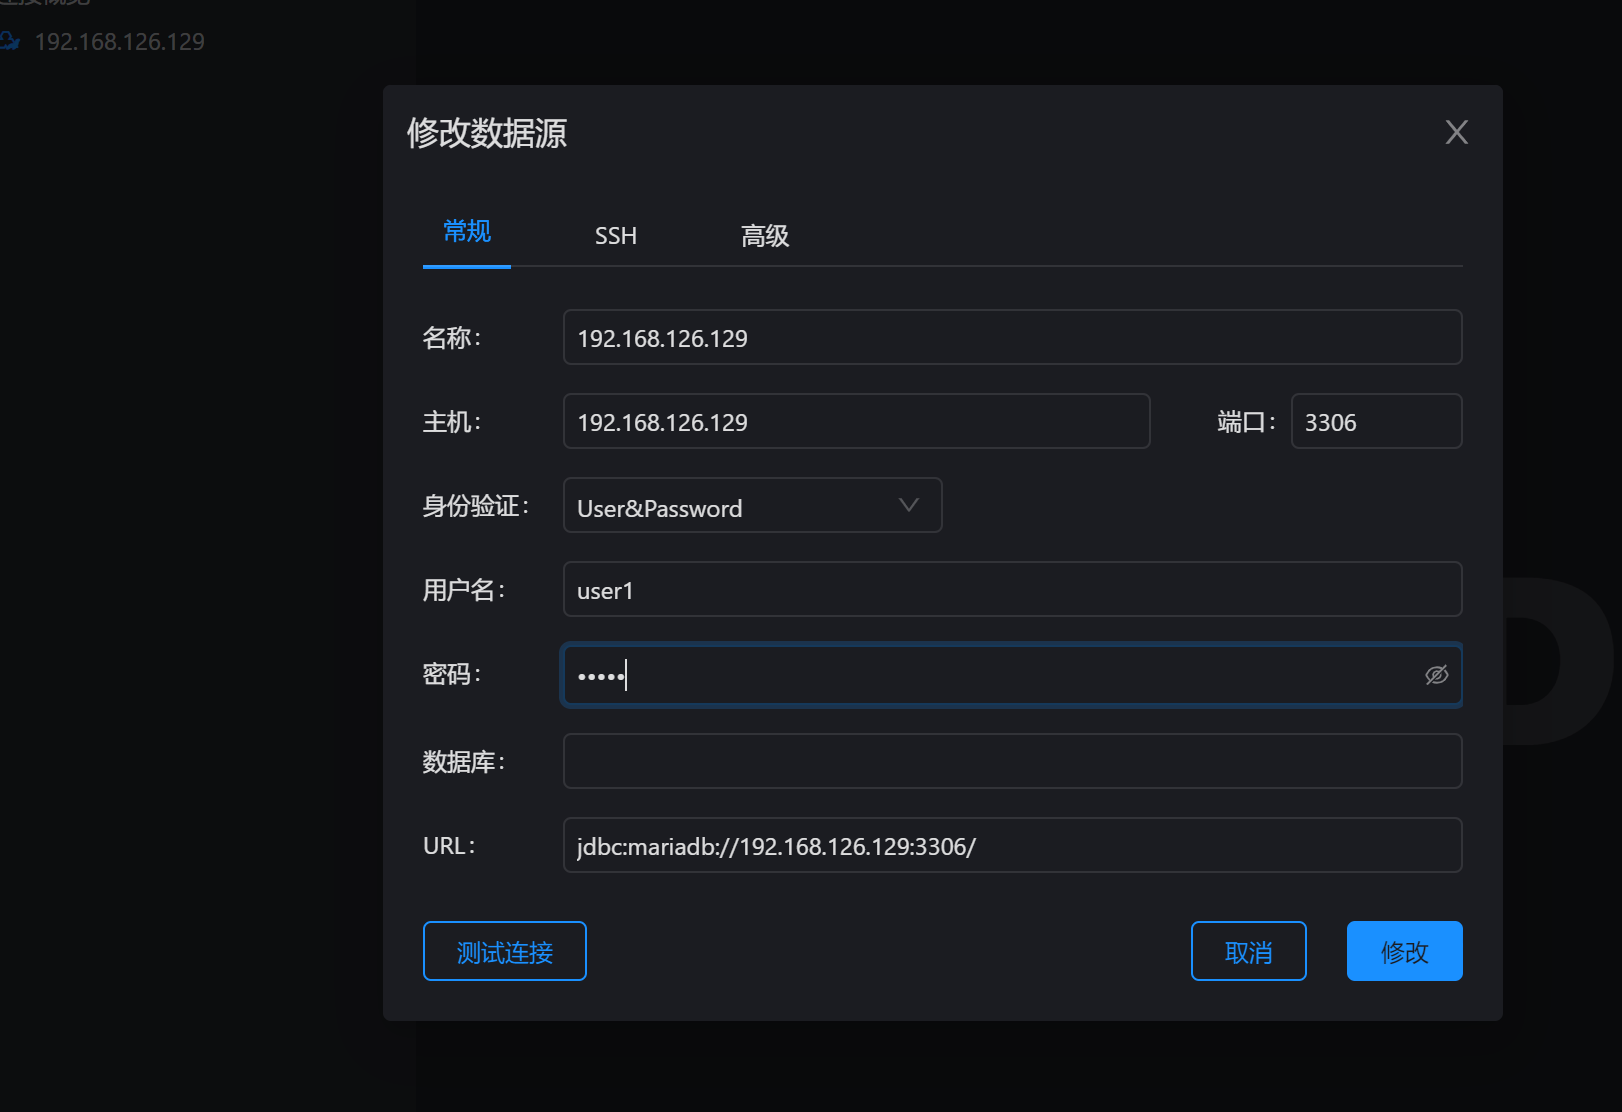 192.168.126.129
修改数据源
常规 SSH 高级
名称： 192.168.126.129
主机： 192.168.126.129 端口： 3306
身份验证： User&Password
用户名： user1
密码： •••••
数据库：
URL： jdbc:mariadb://192.168.126.129:3306/
测试连接 取消 修改